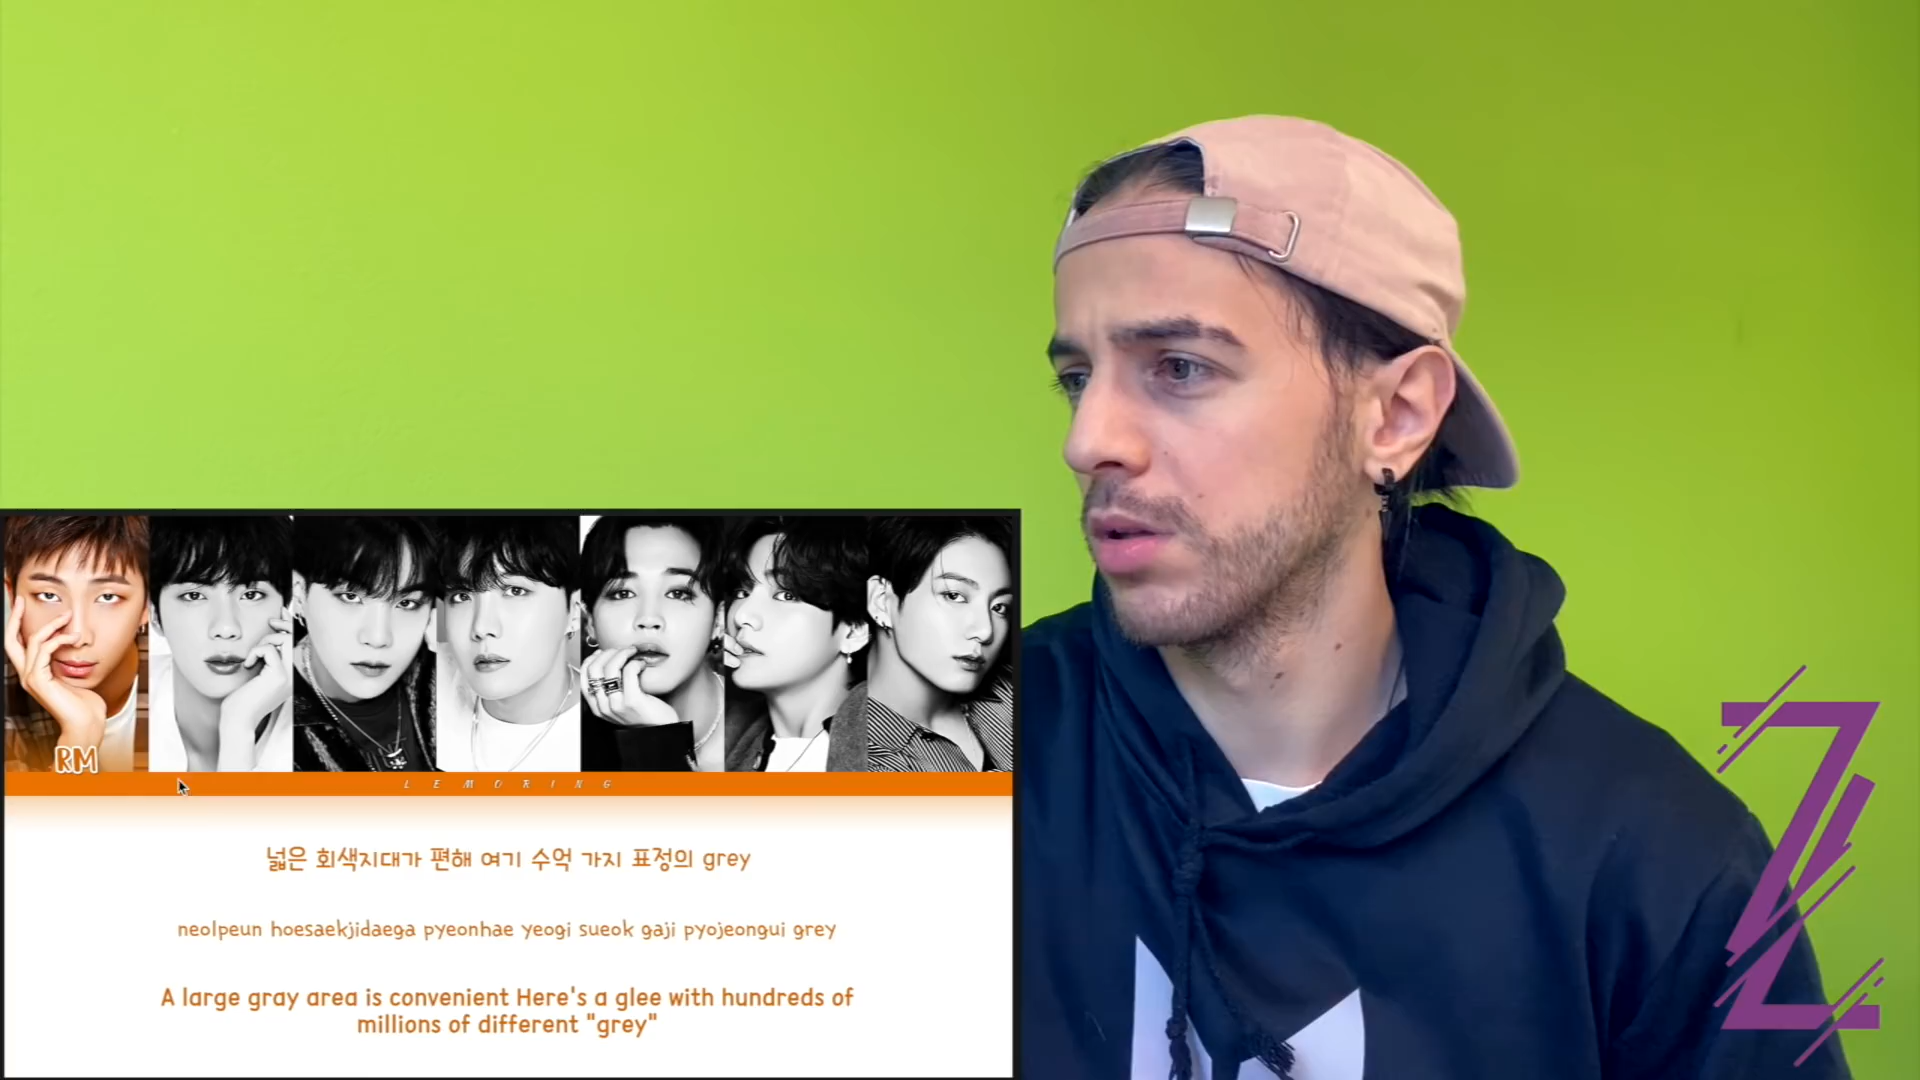 RM
LEMORING
넓은 회색지대가 편해 여기 수억 가지 표정의 grey
neolpeun hoesaekjidaega pyeonhae yeogi sueok gaji pyojeongui grey
A large gray area is convenient Here's a glee with hundreds of
millions of different "grey"
Z